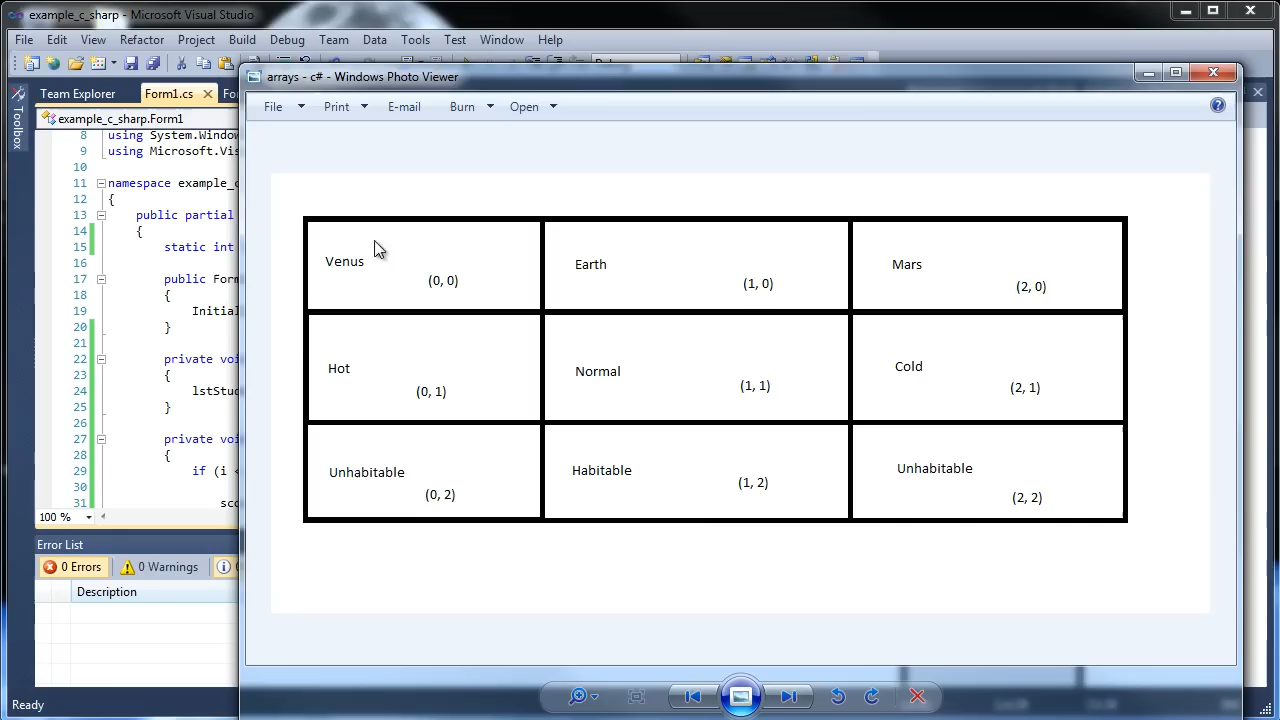 example_c_sharp - Microsoft Visual Studio
File Edit View Refactor Project Build Debug Team Data Tools Test Window Help
arrays - c# - Windows Photo Viewer
File Print E-mail Burn Open
Team Explorer Form1.cs
example_c_sharp.Form1
Toolbox
8 using System.Window
9 using Microsoft.Vis
10
11 namespace example_c
12 {
13 public partial
14 {
15 static int
16
17 public Form
18 {
19 Initial
20 }
21
22 private voi
23 {
24 lstStud
25 }
26
27 private voi
28 {
29 if (i <
30
31 sco
100 %
Venus (0, 0) Earth (1, 0) Mars (2, 0)
Hot (0, 1) Normal (1, 1) Cold (2, 1)
Unhabitable (0, 2) Habitable (1, 2) Unhabitable (2, 2)
Error List
0 Errors 0 Warnings
Description
Ready